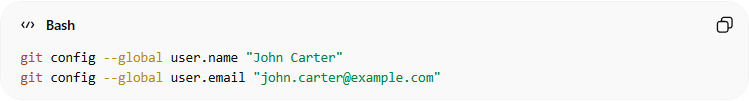 Bash
git config --global user.name "John Carter"
git config --global user.email "john.carter@example.com"